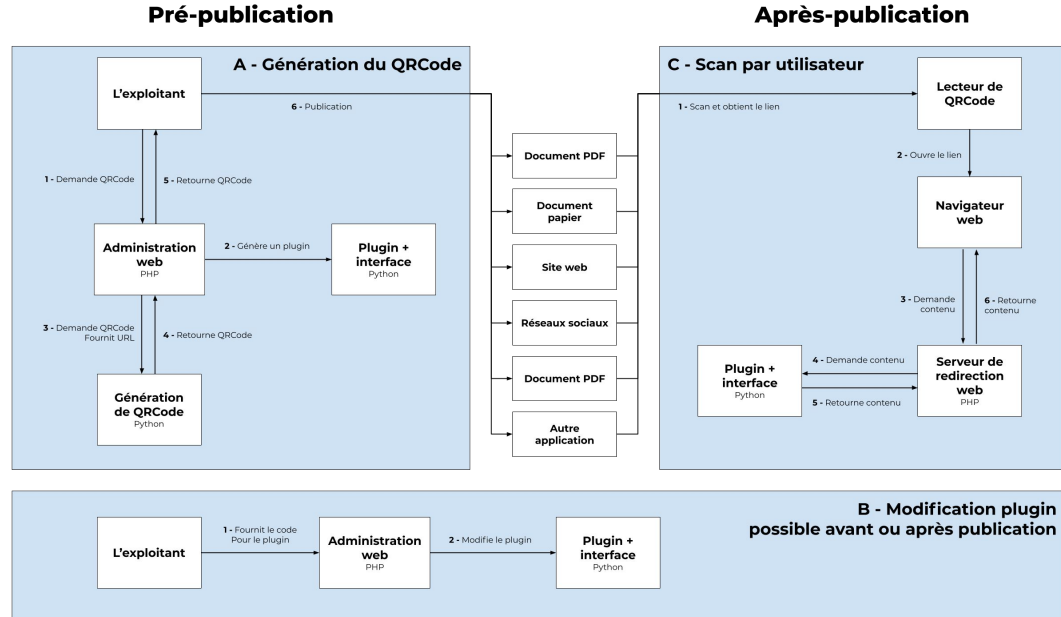 Pré-publication
Après-publication
A - Génération du QRCode
L'exploitant
6 - Publication
1 - Demande QRCode
5 - Retourne QRCode
Administration
web
PHP
2 - Génère un plugin
Plugin +
interface
Python
3 - Demande QRCode
Fournit URL
4 - Retourne QRCode
Génération
de QRCode
Python
Document PDF
Document
papier
Site web
Réseaux sociaux
Document PDF
Autre
application
C - Scan par utilisateur
1 - Scan et obtient le lien
Lecteur de
QRCode
2 - Ouvre le lien
Navigateur
web
3 - Demande
contenu
6 - Retourne
contenu
Plugin +
interface
Python
4 - Demande contenu
5 - Retourne contenu
Serveur de
redirection
web
PHP
B - Modification plugin
possible avant ou après publication
L'exploitant
1 - Fournit le code
Pour le plugin
Administration
web
PHP
2 - Modifie le plugin
Plugin +
interface
Python